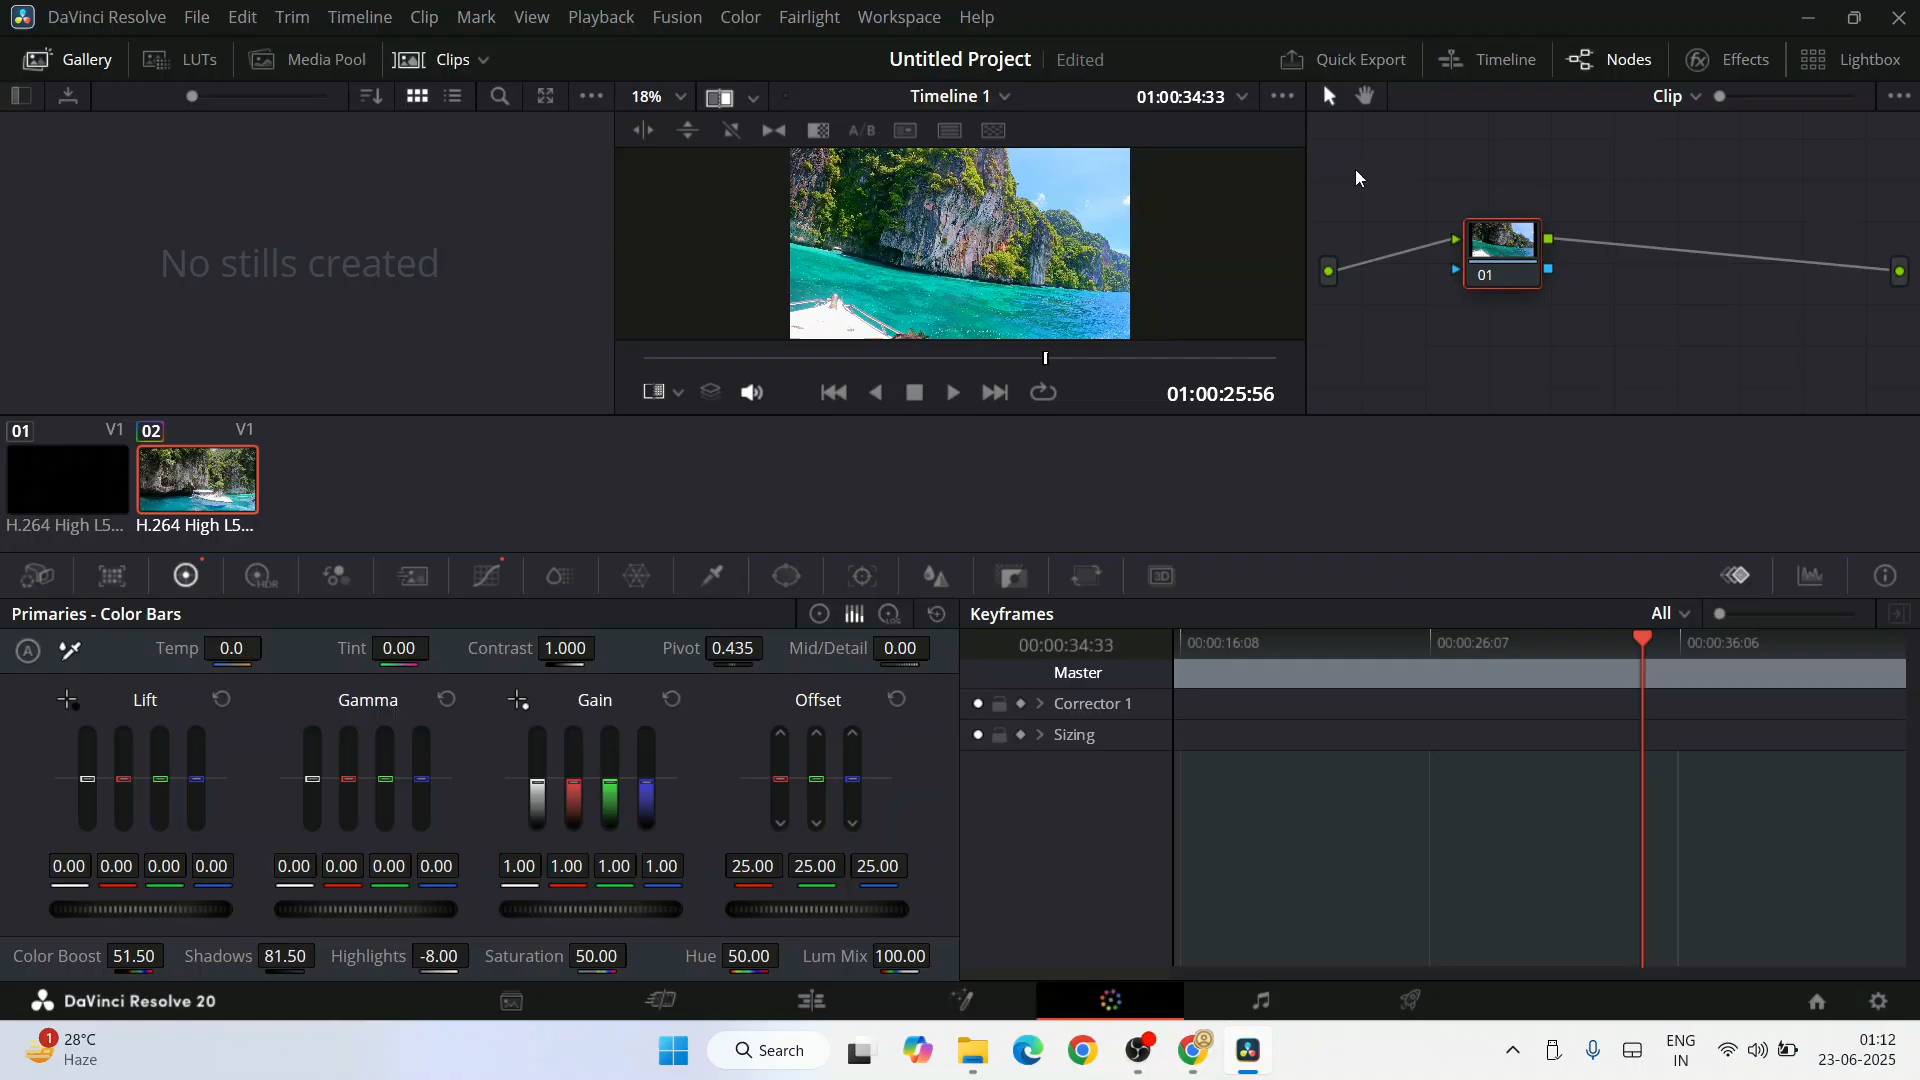 DaVinci Resolve File Edit Trim Timeline Clip Mark View Playback Fusion Color Fairlight Workspace Help
Gallery LUTs Media Pool Clips Untitled Project Edited Quick Export Timeline Nodes Effects Lightbox
18% A/B Timeline 1 01:00:34:33 Clip
No stills created
01
01:00:25:56
01 V1 02 V1
H.264 High L5... H.264 High L5...
HDR 3D
Primaries - Color Bars LOG Keyframes All
A Temp 0.0 Tint 0.00 Contrast 1.000 Pivot 0.435 Mid/Detail 0.00
00:00:34:33 00:00:16:08 00:00:26:07 00:00:36:06
Master
Lift Gamma Gain Offset
Corrector 1
Sizing
0.00 0.00 0.00 0.00 0.00 0.00 0.00 0.00 1.00 1.00 1.00 1.00 25.00 25.00 25.00
Color Boost 51.50 Shadows 81.50 Highlights -8.00 Saturation 50.00 Hue 50.00 Lum Mix 100.00
DaVinci Resolve 20
1 28°C
Haze
Search
ENG
IN
01:12
23-06-2025